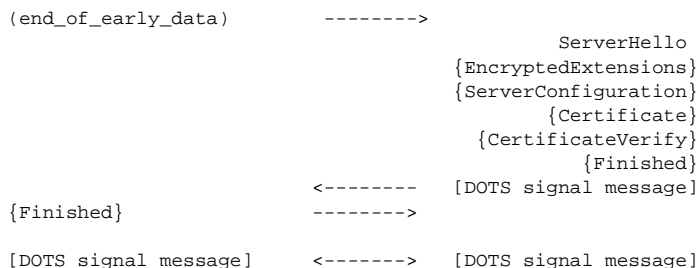 (end_of_early_data) -------->
ServerHello
{EncryptedExtensions}
{ServerConfiguration}
{Certificate}
{CertificateVerify}
{Finished}
<-------- [DOTS signal message]
{Finished} -------->
[DOTS signal message] <-------> [DOTS signal message]